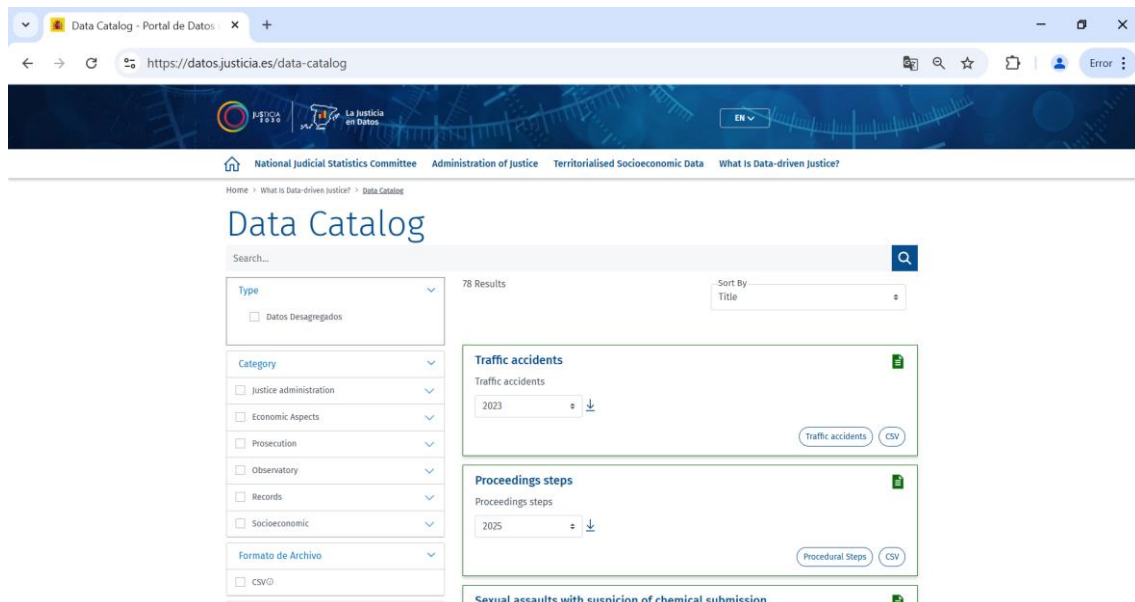 Data Catalog - Portal de Datos
https://datos.justicia.es/data-catalog
Error
JUSTICIA
2030
La Justicia
en Datos
EN
National Judicial Statistics Committee Administration of Justice Territorialised Socioeconomic Data What Is Data-driven Justice?
Home > What Is Data-driven Justice? > Data Catalog
Data Catalog
Search...
Type
Datos Desagregados
78 Results
Sort By
Title
Category
Justice administration
Economic Aspects
Prosecution
Observatory
Records
Socioeconomic
Formato de Archivo
CSV
Traffic accidents
Traffic accidents
2023
Traffic accidents CSV
Proceedings steps
Proceedings steps
2025
Procedural Steps CSV
Sexual assaults with suspicion of chemical submission